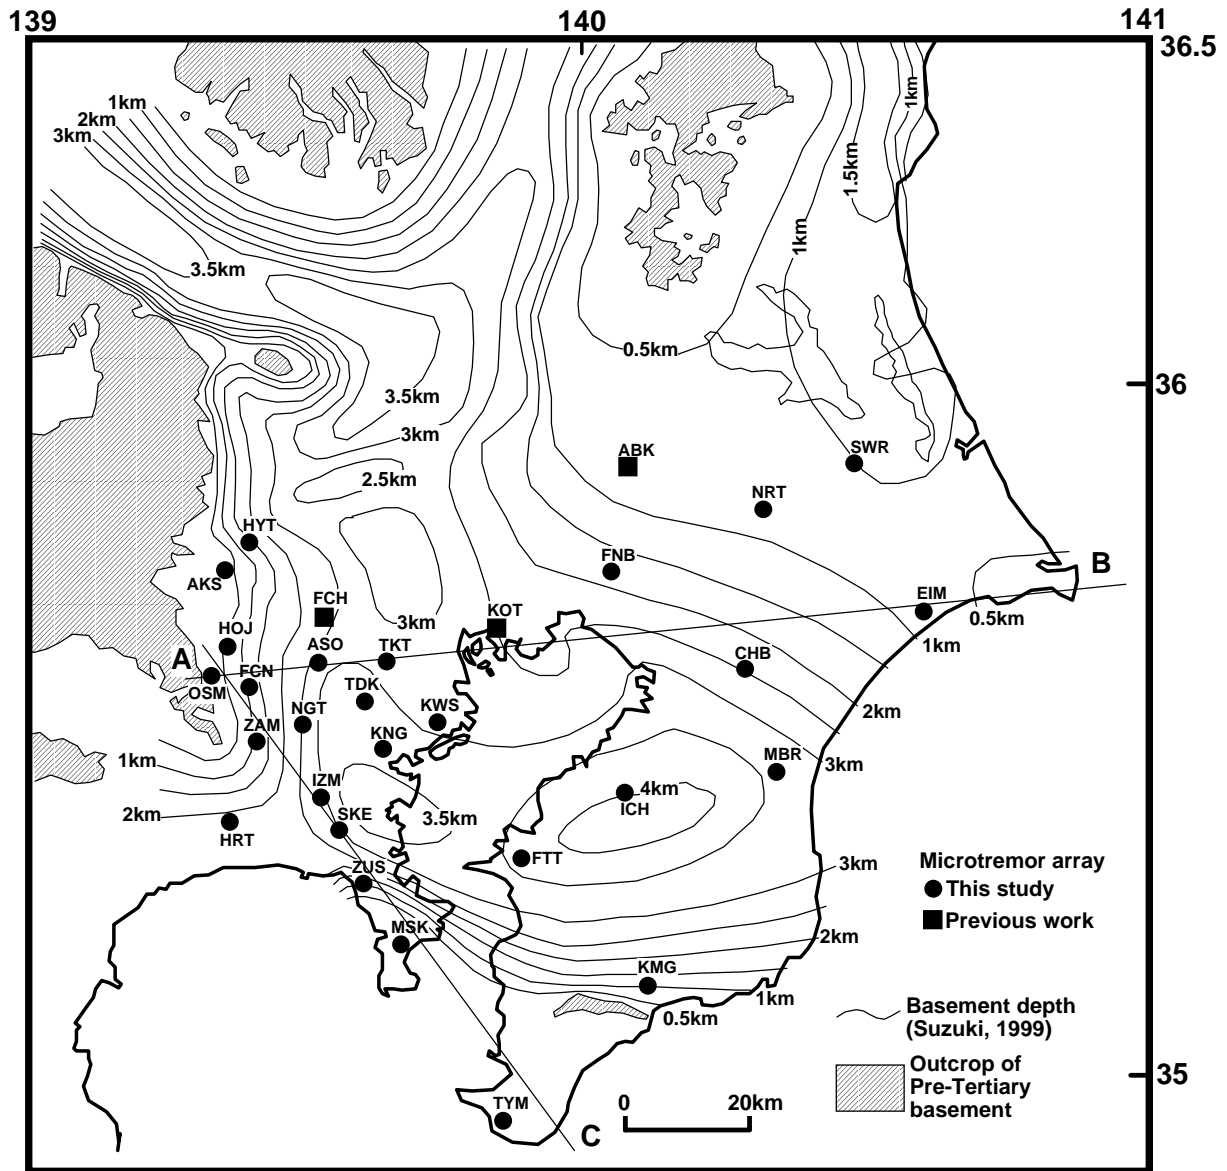 139
140
141
36.5
1km
2km
3km
1km
1.5km
1km
3.5km
0.5km
36
3.5km
3km
ABK
SWR
2.5km
NRT
HYT
FNB
B
AKS
FCH
EIM
3km
KOT
0.5km
HOJ
1km
A
ASO
TKT
CHB
FCN
OSM
TDK
NGT
KWS
2km
ZAM
KNG
MBR
1km
3km
IZM
4km
2km
ICH
SKE
3.5km
HRT
FTT
3km
Microtremor array
ZUS
This study
Previous work
MSK
2km
KMG
1km
Basement depth
0.5km
(Suzuki, 1999)
Outcrop of
Pre-Tertiary
basement
35
0
20km
TYM
C